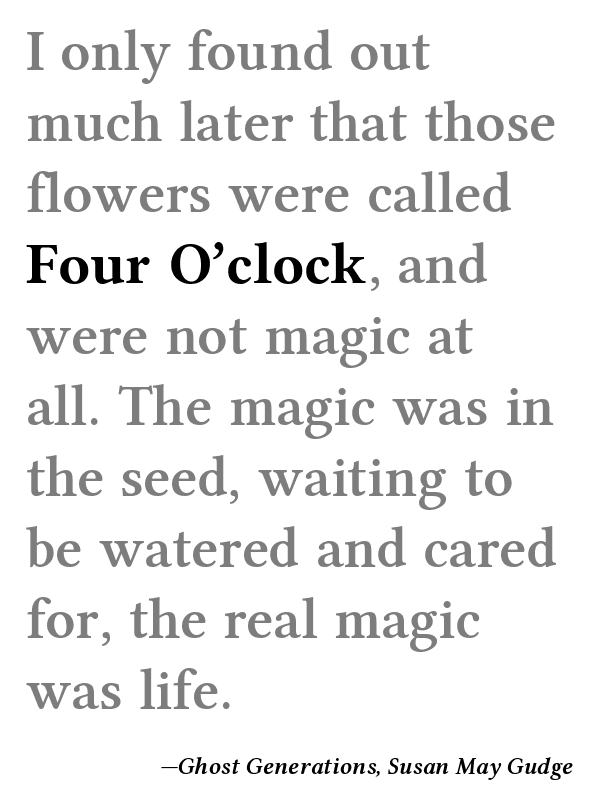 I only found out
much later that those
flowers were called
Four O’clock, and
were not magic at
all. The magic was in
the seed, waiting to
be watered and cared
for, the real magic
was life.
—Ghost Generations, Susan May Gudge